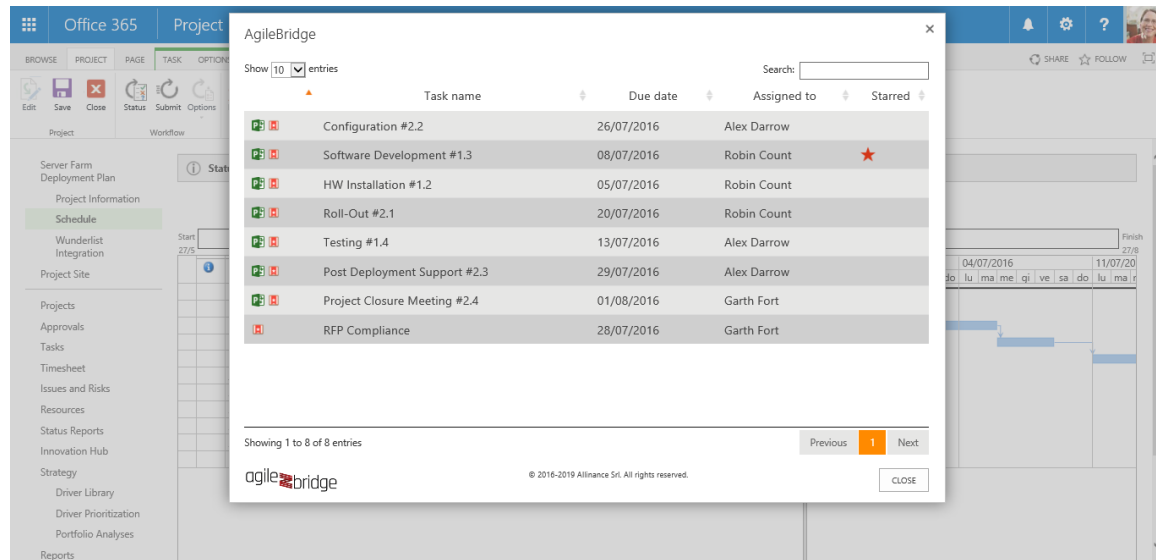 Office 365
Project
AgileBridge
×
?
BROWSE
PROJECT
PAGE
TASK
SHARE
FOLLOW
Show 10 entries
Search:
Edit
Save
Close
Status
Submit
Options
Project
Workflow
Task name
Due date
Assigned to
Starred
Configuration #2.2 26/07/2016 Alex Darrow
Software Development #1.3 08/07/2016 Robin Count
HW Installation #1.2 05/07/2016 Robin Count
Roll-Out #2.1 20/07/2016 Robin Count
Testing #1.4 13/07/2016 Alex Darrow
Post Deployment Support #2.3 29/07/2016 Alex Darrow
Project Closure Meeting #2.4 01/08/2016 Garth Fort
RFP Compliance 28/07/2016 Garth Fort
Showing 1 to 8 of 8 entries
Previous 1 Next
agilebridge
© 2016-2019 Allinance Srl. All rights reserved.
CLOSE
Server Farm
Deployment Plan
Project Information
Schedule
Wunderlist
Integration
Project Site
Projects
Approvals
Tasks
Timesheet
Issues and Risks
Resources
Status Reports
Innovation Hub
Strategy
Driver Library
Driver Prioritization
Portfolio Analyses
Reports
Start
27/5
Finish
27/8
04/07/2016
11/07/20
do lu ma me gi ve sa do lu ma